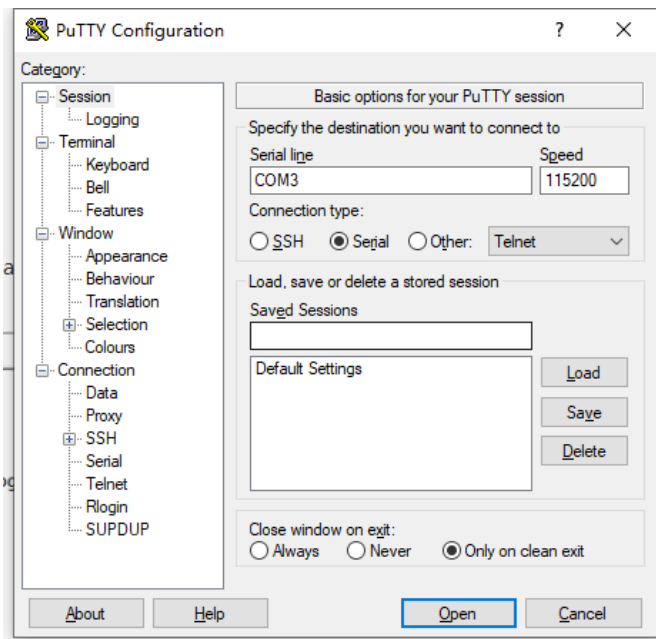 PuTTY Configuration
?
Category:
Session
Logging
Terminal
Keyboard
Bell
Features
Window
Appearance
Behaviour
Translation
Selection
Colours
Connection
Data
Proxy
SSH
Serial
Telnet
Rlogin
SUPDUP
Basic options for your PuTTY session
Specify the destination you want to connect to
Serial line Speed
COM3 115200
Connection type:
SSH Serial Other: Telnet
Load, save or delete a stored session
Saved Sessions
Default Settings
Load
Save
Delete
Close window on exit:
Always Never Only on clean exit
About Help Open Cancel